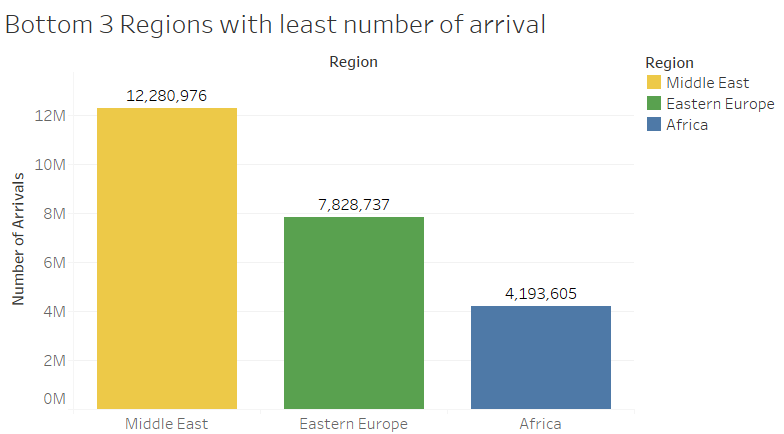 Bottom 3 Regions with least number of arrival
Region
Number of Arrivals
12M
10M
8M
6M
4M
2M
0M
12,280,976
7,828,737
4,193,605
Middle East
Eastern Europe
Africa
Region
Middle East
Eastern Europe
Africa